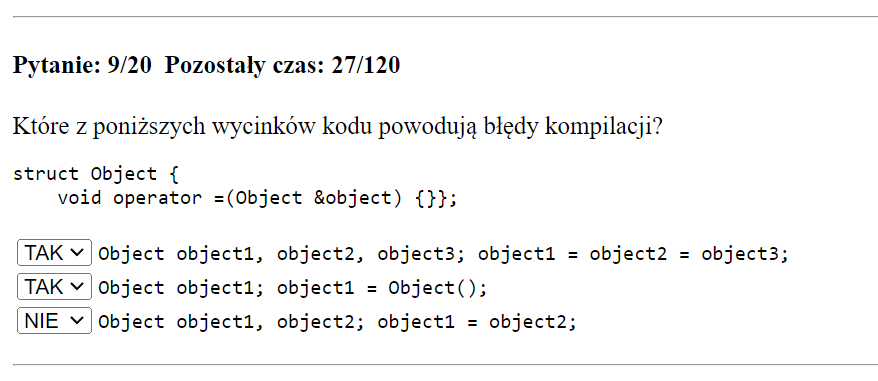 Pytanie: 9/20 Pozostały czas: 27/120
Które z poniższych wycinków kodu powodują błędy kompilacji?
struct Object {
    void operator =(Object &object) {}};
TAK Object object1, object2, object3; object1 = object2 = object3;
TAK Object object1; object1 = Object();
NIE Object object1, object2; object1 = object2;